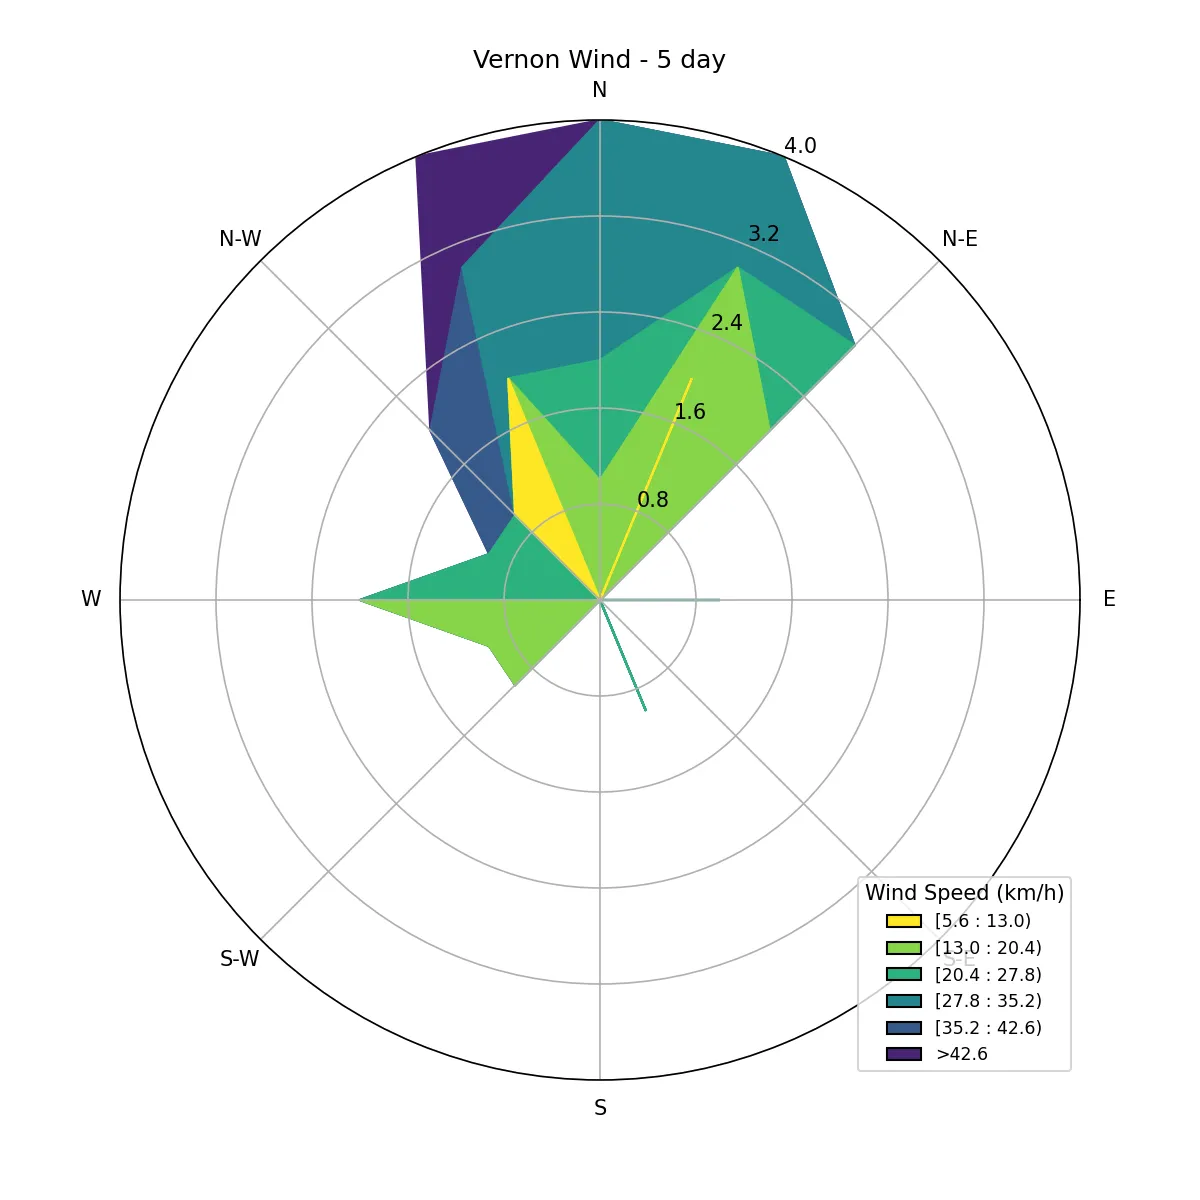 Vernon Wind - 5 day
N
4.0
N-W
3.2
N-E
2.4
1.6
0.8
W
E
Wind Speed (km/h)
[5.6 : 13.0)
[13.0 : 20.4)
S-W
S-E
[20.4 : 27.8)
[27.8 : 35.2)
[35.2 : 42.6)
>42.6
S